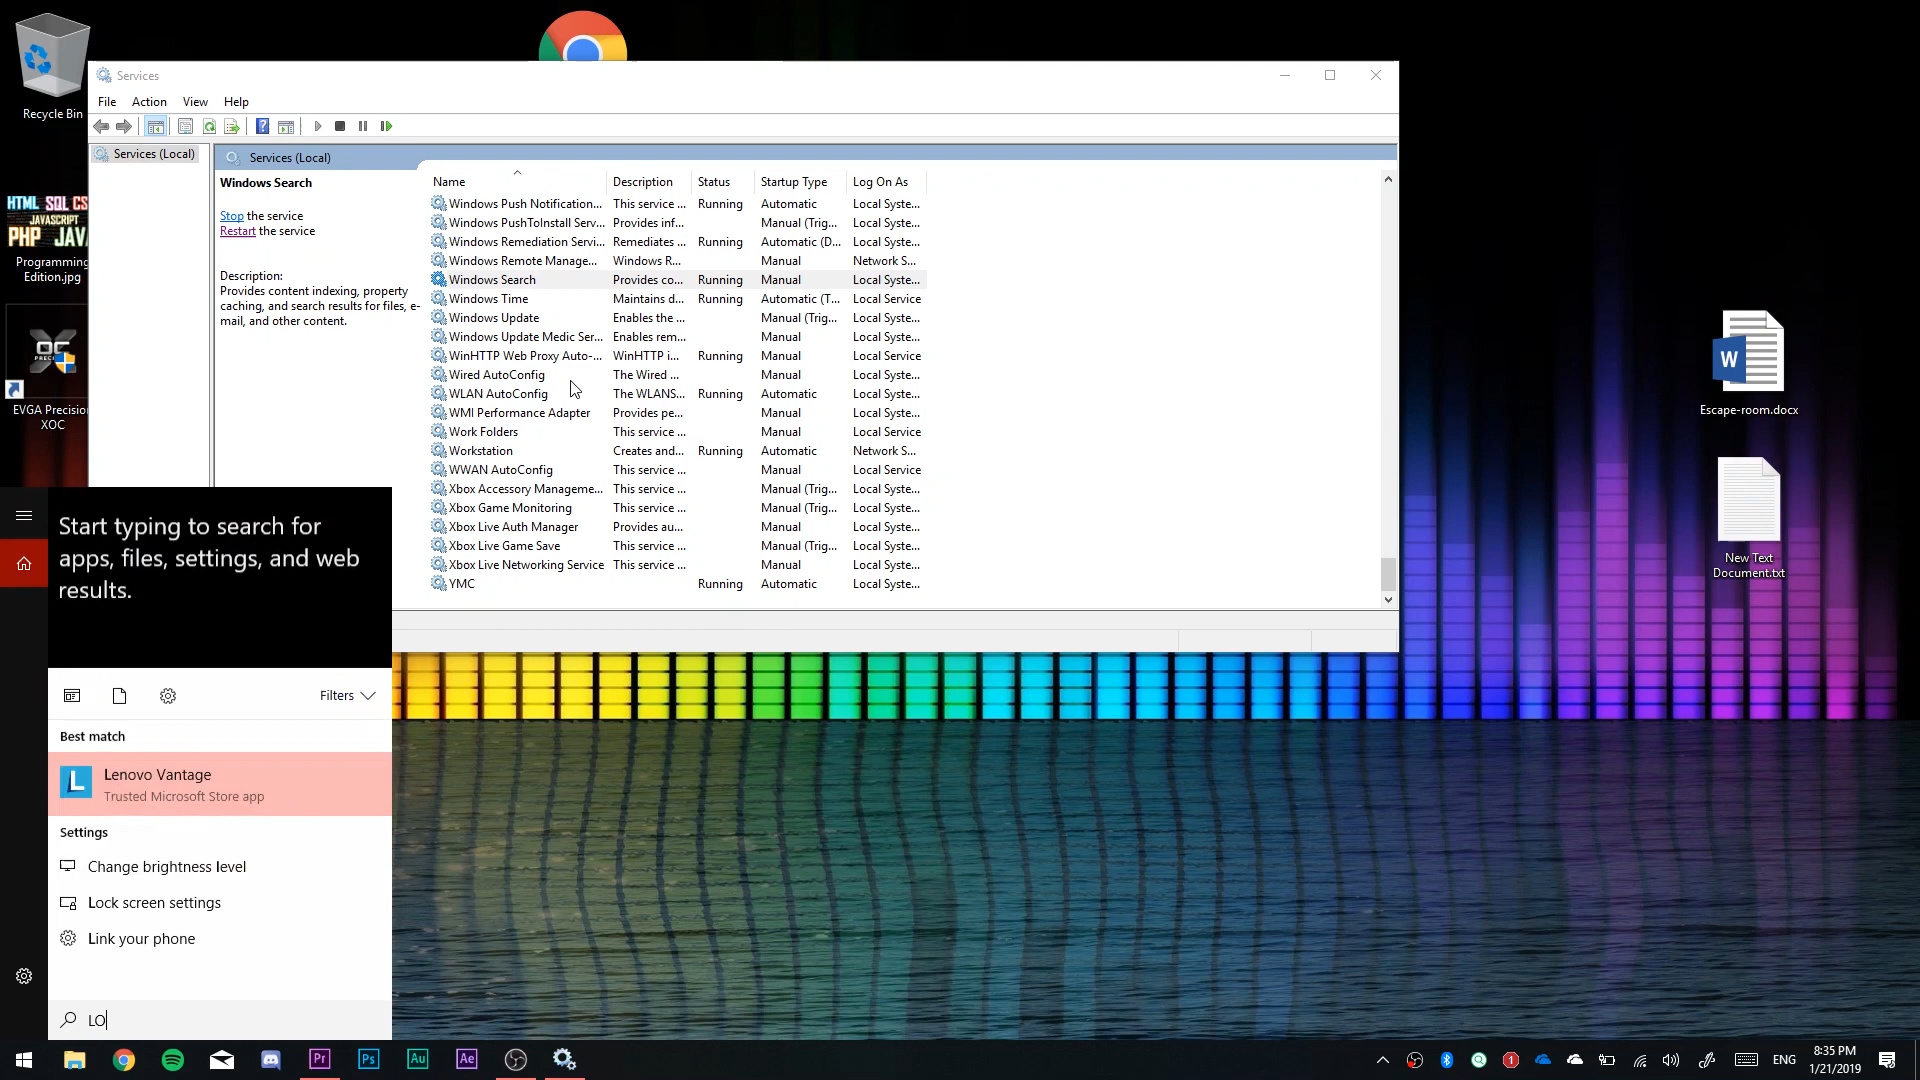 Recycle Bin
HTML SQL CS
JAVASCRIPT
PHP JAV
Programming
Edition.jpg
EVGA Precision
XOC
Services
File Action View Help
Services (Local)
Services (Local)
Windows Search
Stop the service
Restart the service
Description:
Provides content indexing, property
caching, and search results for files, e-
mail, and other content.
Name Description Status Startup Type Log On As
Windows Push Notification... This service ... Running Automatic Local Syste...
Windows PushToInstall Serv... Provides inf... Manual (Trig... Local Syste...
Windows Remediation Servi... Remediates ... Running Automatic (D... Local Syste...
Windows Remote Manage... Windows R... Manual Network S...
Windows Search Provides co... Running Manual Local Syste...
Windows Time Maintains d... Running Automatic (T... Local Service
Windows Update Enables the ... Manual (Trig... Local Syste...
Windows Update Medic Ser... Enables rem... Manual Local Syste...
WinHTTP Web Proxy Auto-... WinHTTP i... Running Manual Local Service
Wired AutoConfig The Wired ... Manual Local Syste...
WLAN AutoConfig The WLANS... Running Automatic Local Syste...
WMI Performance Adapter Provides pe... Manual Local Syste...
Work Folders This service ... Manual Local Service
Workstation Creates and... Running Automatic Network S...
WWAN AutoConfig This service ... Manual Local Service
Xbox Accessory Manageme... This service ... Manual (Trig... Local Syste...
Xbox Game Monitoring This service ... Manual (Trig... Local Syste...
Xbox Live Auth Manager Provides au... Manual Local Syste...
Xbox Live Game Save This service ... Manual (Trig... Local Syste...
Xbox Live Networking Service This service ... Manual Local Syste...
YMC Running Automatic Local Syste...
W
Escape-room.docx
New Text
Document.txt
Start typing to search for
apps, files, settings, and web
results.
Filters
Best match
L
Lenovo Vantage
Trusted Microsoft Store app
Settings
Change brightness level
Lock screen settings
Link your phone
LO
Pr Ps Au Ae
1 ENG
8:35 PM
1/21/2019